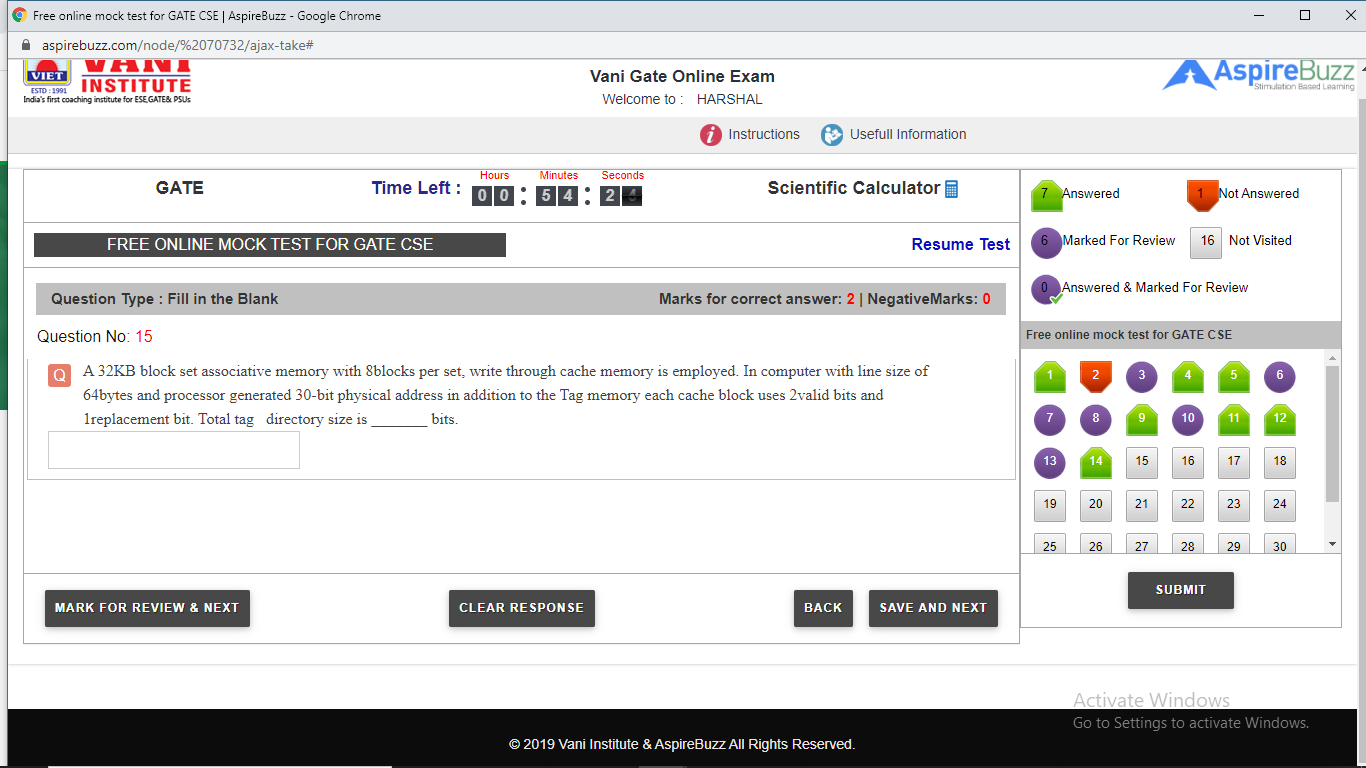 Free online mock test for GATE CSE | AspireBuzz - Google Chrome
aspirebuzz.com/node/%2070732/ajax-take#
VIET
ESTD : 1991
VANI
INSTITUTE
India's first coaching institute for ESE,GATE& PSUs
Vani Gate Online Exam
Welcome to : HARSHAL
AspireBuzz
Stimulation Based Learning
Instructions
Usefull Information
GATE
Time Left :
Hours Minutes Seconds
0 0 : 5 4 : 2
Scientific Calculator
FREE ONLINE MOCK TEST FOR GATE CSE
Resume Test
Question Type : Fill in the Blank
Marks for correct answer: 2 | NegativeMarks: 0
Question No: 15
Q
A 32KB block set associative memory with 8blocks per set, write through cache memory is employed. In computer with line size of
64bytes and processor generated 30-bit physical address in addition to the Tag memory each cache block uses 2valid bits and
1replacement bit. Total tag directory size is _______ bits.
MARK FOR REVIEW & NEXT
CLEAR RESPONSE
BACK
SAVE AND NEXT
7 Answered
1 Not Answered
6 Marked For Review
16 Not Visited
0 Answered & Marked For Review
Free online mock test for GATE CSE
1 2 3 4 5 6
7 8 9 10 11 12
13 14 15 16 17 18
19 20 21 22 23 24
25 26 27 28 29 30
SUBMIT
Activate Windows
Go to Settings to activate Windows.
© 2019 Vani Institute & AspireBuzz All Rights Reserved.